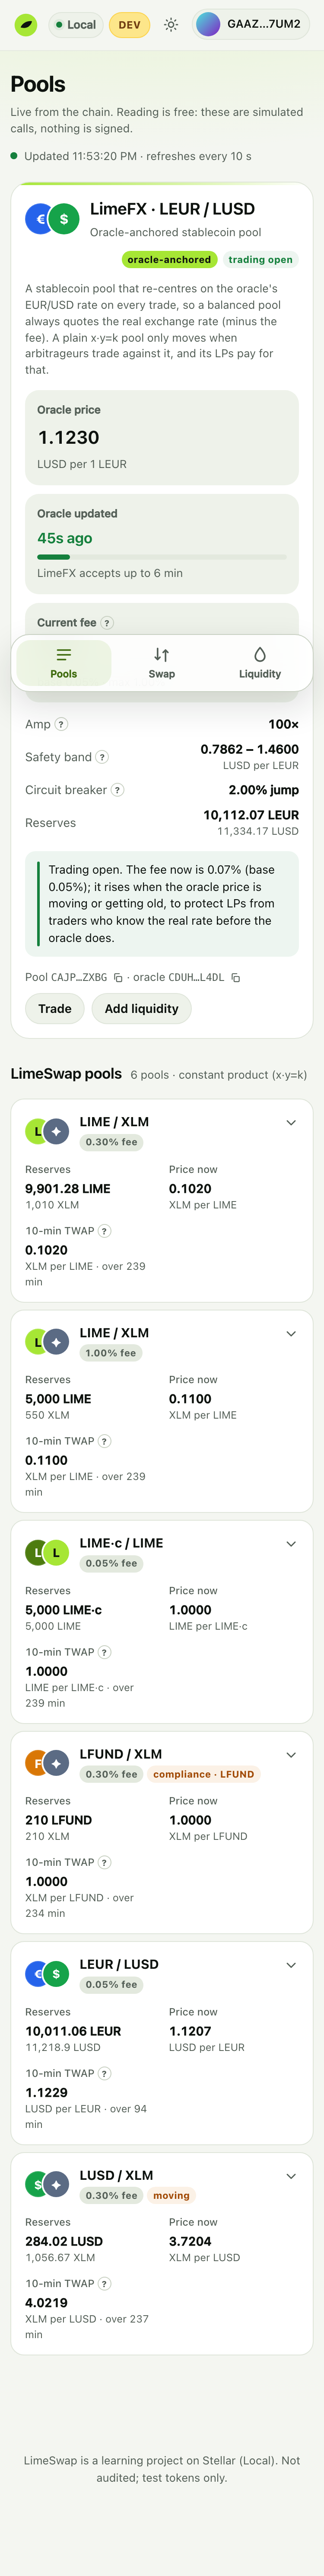 Local DEV GAAZ...7UM2
Pools
Live from the chain. Reading is free: these are simulated
calls, nothing is signed.
Updated 11:53:20 PM · refreshes every 10 s
€ $ LimeFX · LEUR / LUSD
Oracle-anchored stablecoin pool
oracle-anchored trading open
A stablecoin pool that re-centres on the oracle's
EUR/USD rate on every trade, so a balanced pool
always quotes the real exchange rate (minus the
fee). A plain x·y=k pool only moves when
arbitrageurs trade against it, and its LPs pay for
that.
Oracle price
1.1230
LUSD per 1 LEUR
Oracle updated
45s ago
LimeFX accepts up to 6 min
Current fee ?
Pools Swap Liquidity
Amp ? 100×
Safety band ? 0.7862 – 1.4600
LUSD per LEUR
Circuit breaker ? 2.00% jump
Reserves 10,112.07 LEUR
11,334.17 LUSD
Trading open. The fee now is 0.07% (base
0.05%); it rises when the oracle price is
moving or getting old, to protect LPs from
traders who know the real rate before the
oracle does.
Pool CAJP…ZXBG · oracle CDUH…L4DL
Trade Add liquidity
LimeSwap pools 6 pools · constant product (x·y=k)
L LIME / XLM
0.30% fee
Reserves Price now
9,901.28 LIME 0.1020
1,010 XLM XLM per LIME
10-min TWAP ?
0.1020
XLM per LIME · over 239
min
L LIME / XLM
1.00% fee
Reserves Price now
5,000 LIME 0.1100
550 XLM XLM per LIME
10-min TWAP ?
0.1100
XLM per LIME · over 239
min
L L LIME·c / LIME
0.05% fee
Reserves Price now
5,000 LIME·c 1.0000
5,000 LIME LIME per LIME·c
10-min TWAP ?
1.0000
LIME per LIME·c · over
239 min
F LFUND / XLM
0.30% fee compliance · LFUND
Reserves Price now
210 LFUND 1.0000
210 XLM XLM per LFUND
10-min TWAP ?
1.0000
XLM per LFUND · over
234 min
€ $ LEUR / LUSD
0.05% fee
Reserves Price now
10,011.06 LEUR 1.1207
11,218.9 LUSD LUSD per LEUR
10-min TWAP ?
1.1229
LUSD per LEUR · over 94
min
$ LUSD / XLM
0.30% fee moving
Reserves Price now
284.02 LUSD 3.7204
1,056.67 XLM XLM per LUSD
10-min TWAP ?
4.0219
XLM per LUSD · over 237
min
LimeSwap is a learning project on Stellar (Local). Not
audited; test tokens only.